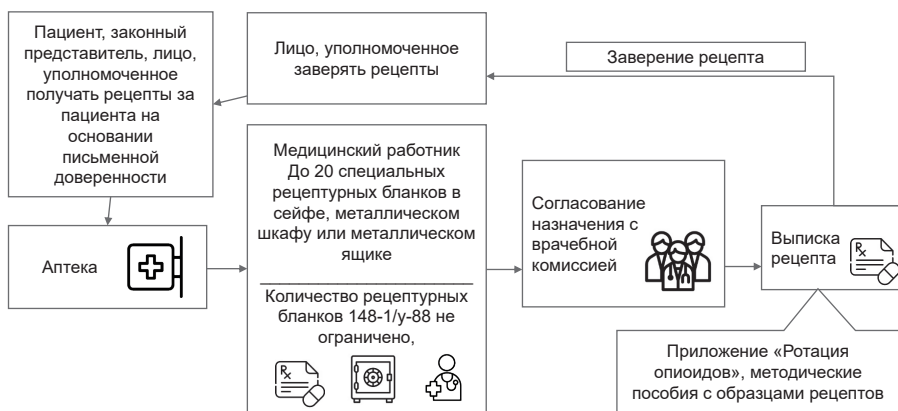 Пациент, законный
представитель, лицо,
уполномоченное
получать рецепты за
пациента на
основании
письменной
доверенности
Лицо, уполномоченное
заверять рецепты
Заверение рецепта
Медицинский работник
До 20 специальных
рецептурных бланков в
сейфе, металлическом
шкафу или металлическом
ящике
Количество рецептурных
бланков 148-1/у-88 не
ограничено,
Rx
Согласование
назначения с
врачебной
комиссией
Выписка
рецепта
Rx
Аптека
Приложение «Ротация
опиоидов», методические
пособия с образцами рецептов